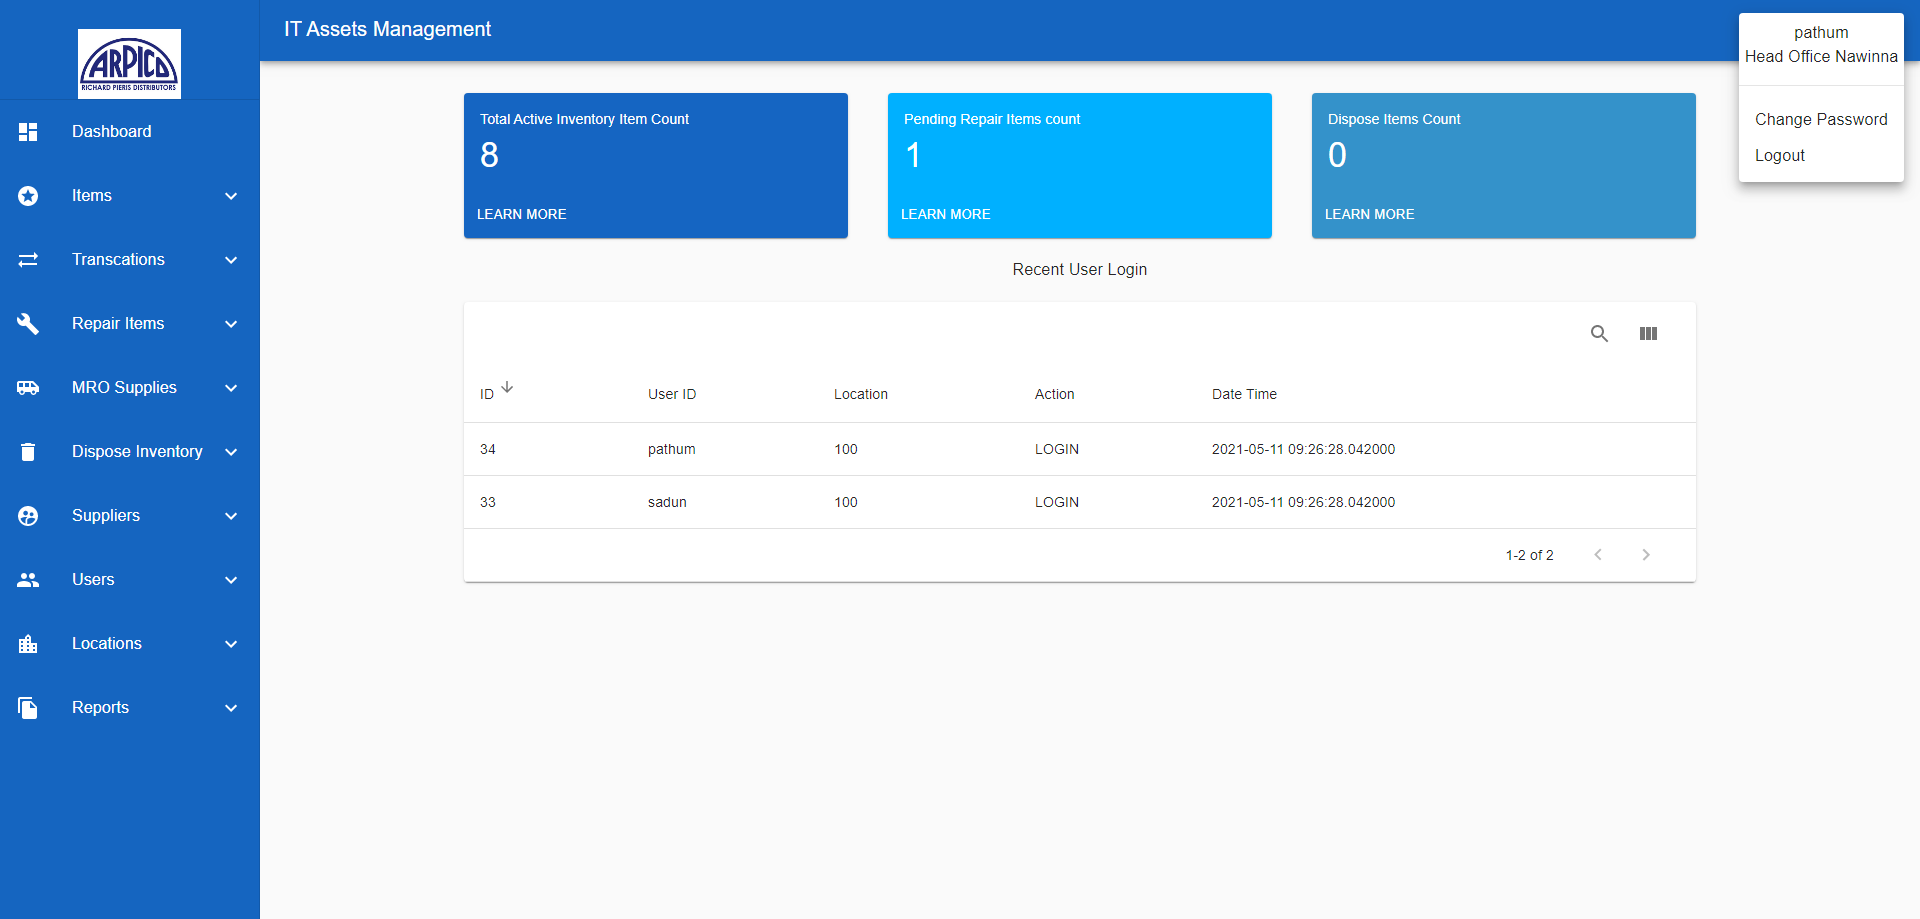 ARPICO
RICHARD PIERIS DISTRIBUTORS
Dashboard
Items
Transcations
Repair Items
MRO Supplies
Dispose Inventory
Suppliers
Users
Locations
Reports
IT Assets Management
pathum
Head Office Nawinna
Change Password
Logout
Total Active Inventory Item Count
8
LEARN MORE
Pending Repair Items count
1
LEARN MORE
Dispose Items Count
0
LEARN MORE
Recent User Login
ID User ID Location Action Date Time
34 pathum 100 LOGIN 2021-05-11 09:26:28.042000
33 sadun 100 LOGIN 2021-05-11 09:26:28.042000
1-2 of 2